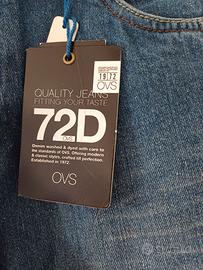 19 72
OVS
QUALITY JEANS
FITTING YOUR TASTE
72D
OVS
Denim washed & dyed with care to
the standards of OVS. Offering modern
& classic styles, crafted till perfection.
Established in 1972.
OVS